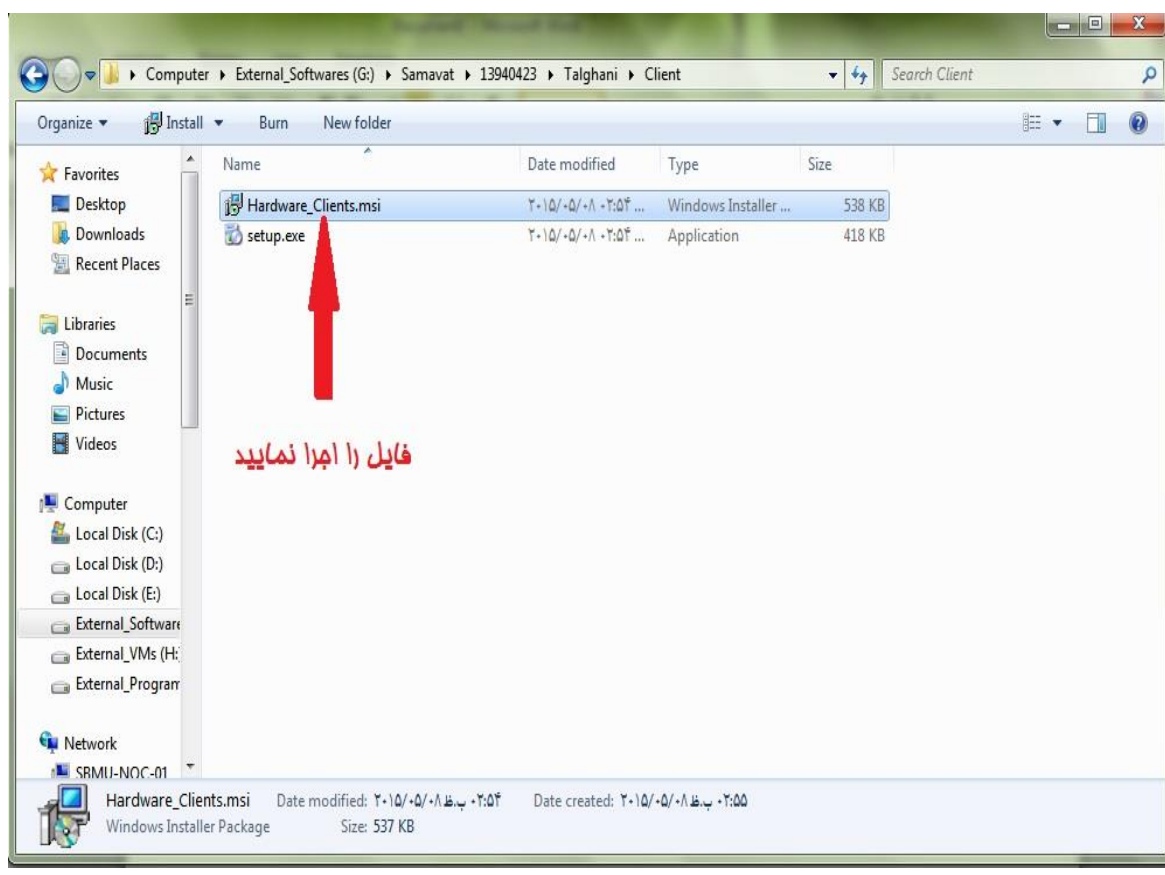 Computer ▸ External_Softwares (G:) ▸ Samavat ▸ 13940423 ▸ Talghani ▸ Client
Search Client
Organize Install Burn New folder
Name Date modified Type Size
Hardware_Clients.msi ۲۰۱۵/۰۵/۰۸ ۰۲:۵۴ ... Windows Installer ... 538 KB
setup.exe ۲۰۱۵/۰۵/۰۸ ۰۲:۵۴ ... Application 418 KB
Favorites
Desktop
Downloads
Recent Places
Libraries
Documents
Music
Pictures
Videos
فایل را اجرا نمایید
Computer
Local Disk (C:)
Local Disk (D:)
Local Disk (E:)
External_Software
External_VMs (H:
External_Program
Network
SBMU-NOC-01
Hardware_Clients.msi Date modified: ۲۰۱۵/۰۵/۰۸ ب.ظ ۰۲:۵۴ Date created: ۲۰۱۵/۰۵/۰۸ ب.ظ ۰۲:۵۵
Windows Installer Package Size: 537 KB